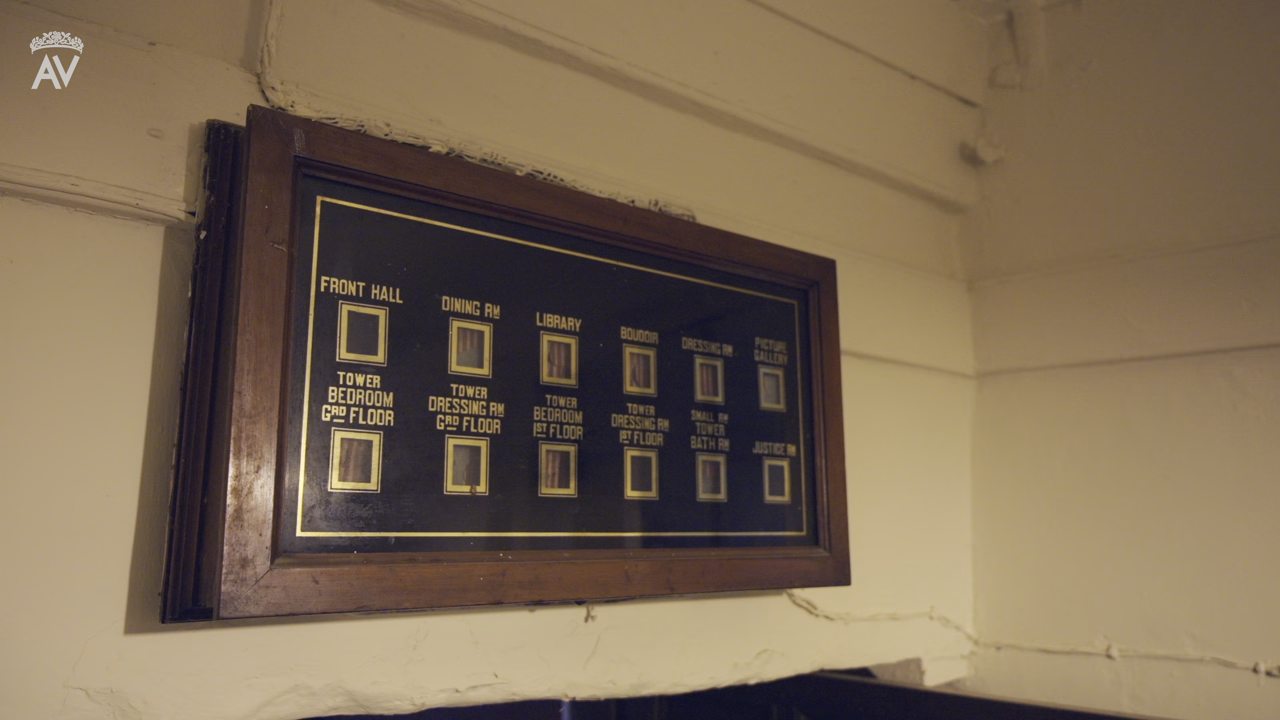 AV
FRONT HALL
DINING RM
LIBRARY
BOUDOIR
DRESSING RM
PICTURE
GALLERY
TOWER
BEDROOM
GRD FLOOR
TOWER
DRESSING RM
GRD FLOOR
TOWER
BEDROOM
1ST FLOOR
TOWER
DRESSING RM
1ST FLOOR
SMALL RM
TOWER
BATH RM
JUSTICE RM